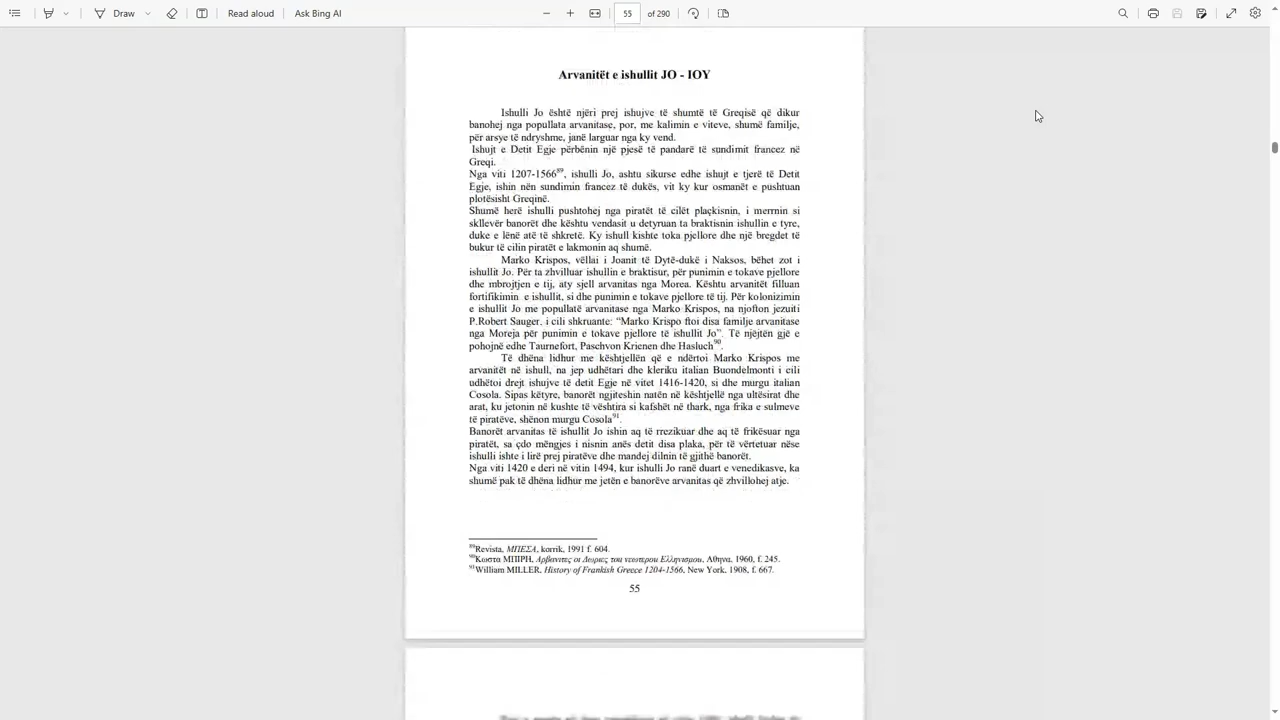 Draw
Read aloud
Ask Bing AI
55
of 290
Arvanitët e ishullit JO - IOY
Ishulli Jo është njëri prej ishujve të shumtë të Greqisë që dikur
banohej nga popullata arvanitase, por, me kalimin e viteve, shumë familje,
për arsye të ndryshme, janë larguar nga ky vend.
Ishujt e Detit Egje përbënin një pjesë të pandarë të sundimit francez në
Greqi.
Nga viti 1207-1566⁸⁹, ishulli Jo, ashtu sikurse edhe ishujt e tjerë të Detit
Egje, ishin nën sundimin francez të dukës, vit ky kur osmanët e pushtuan
plotësisht Greqinë.
Shumë herë ishulli pushtohej nga piratët të cilët plaçkisnin, i merrnin si
skllevër banorët dhe kështu vendasit u detyruan ta braktisnin ishullin e tyre,
duke e lënë atë të shkretë. Ky ishull kishte toka pjellore dhe një bregdet të
bukur të cilin piratët e lakmonin aq shumë.
Marko Krispos, vëllai i Joanit të Dytë-dukë i Naksos, bëhet zot i
ishullit Jo. Për ta zhvilluar ishullin e braktisur, për punimin e tokave pjellore
dhe mbrojtjen e tij, aty sjell arvanitas nga Morea. Kështu arvanitët filluan
fortifikimin e ishullit, si dhe punimin e tokave pjellore të tij. Për kolonizimin
e ishullit Jo me popullatë arvanitase nga Marko Krispos, na njofton jezuiti
P.Robert Sauger, i cili shkruante: “Marko Krispo ftoi disa familje arvanitase
nga Moreja për punimin e tokave pjellore të ishullit Jo”. Të njëjtën gjë e
pohojnë edhe Taurnefort, Paschvon Krienen dhe Hasluch⁹⁰.
Të dhëna lidhur me kështjellën që e ndërtoi Marko Krispos me
arvanitët në ishull, na jep udhëtari dhe kleriku italian Buondelmonti i cili
udhëtoi drejt ishujve të detit Egje në vitet 1416-1420, si dhe murgu italian
Cosola. Sipas këtyre, banorët ngjiteshin natën në kështjellë nga ultësirat dhe
arat, ku jetonin në kushte të vështira si kafshët në thark, nga frika e sulmeve
të piratëve, shënon murgu Cosola⁹¹.
Banorët arvanitas të ishullit Jo ishin aq të rrezikuar dhe aq të frikësuar nga
piratët, sa çdo mëngjes i nisnin anës detit disa plaka, për të vërtetuar nëse
ishulli ishte i lirë prej piratëve dhe mandej dilnin të gjithë banorët.
Nga viti 1420 e deri në vitin 1494, kur ishulli Jo ranë duart e venedikasve, ka
shumë pak të dhëna lidhur me jetën e banorëve arvanitas që zhvillohej atje.
⁸⁹Revista, ΜΠΕΣΑ, korrik, 1991 f. 604.
⁹⁰Κωστα ΜΠΙΡΗ, Αρβανιτες οι Δωριες του νεωτερου Ελληνισμου, Αθηνα, 1960, f. 245.
⁹¹William MILLER, History of Frankish Greece 1204-1566, New York, 1908, f. 667.
55